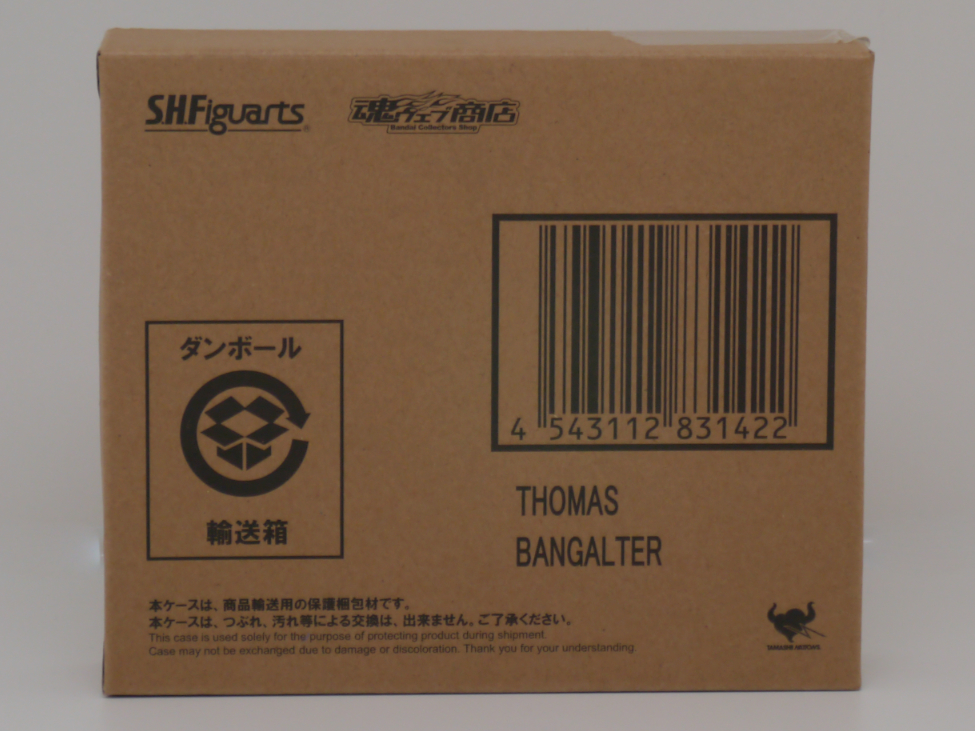 S.H.Figuarts
魂ウェブ商店
Bandai Collectors Shop
4 543112 831422
ダンボール
輸送箱
THOMAS
BANGALTER
本ケースは、商品輸送用の保護梱包材です。
本ケースは、つぶれ、汚れ等による交換は、出来ません。ご了承ください。
This case is used solely for the purpose of protecting product during shipment.
Case may not be exchanged due to damage or discoloration. Thank you for your understanding.
TAMASHII NATIONS